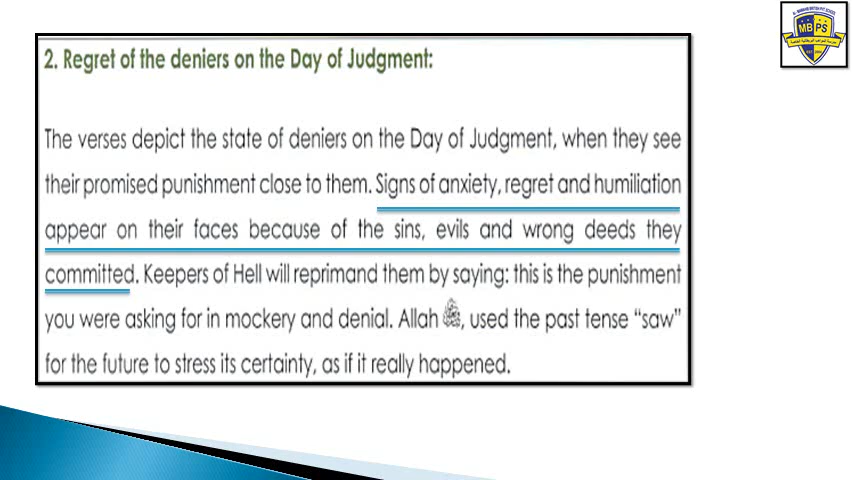 2. Regret of the deniers on the Day of Judgment:
The verses depict the state of deniers on the Day of Judgment, when they see
their promised punishment close to them. Signs of anxiety, regret and humiliation
appear on their faces because of the sins, evils and wrong deeds they
committed. Keepers of Hell will reprimand them by saying: this is the punishment
you were asking for in mockery and denial. Allah ﷻ, used the past tense “saw”
for the future to stress its certainty, as if it really happened.
MB PS